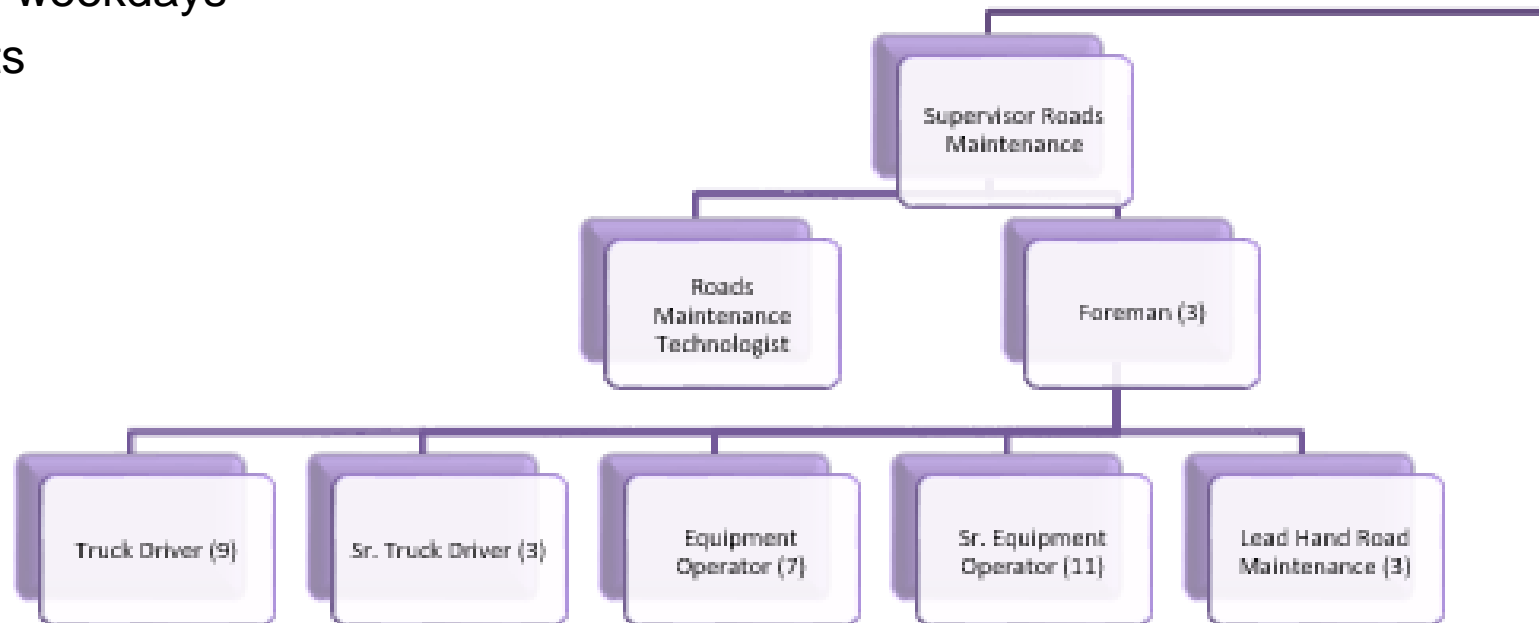 weekdays
ts
Supervisor Roads
Maintenance
Roads
Maintenance
Technologist
Foreman (3)
Truck Driver (9)
Sr. Truck Driver (3)
Equipment
Operator (7)
Sr. Equipment
Operator (11)
Lead Hand Road
Maintenance (3)